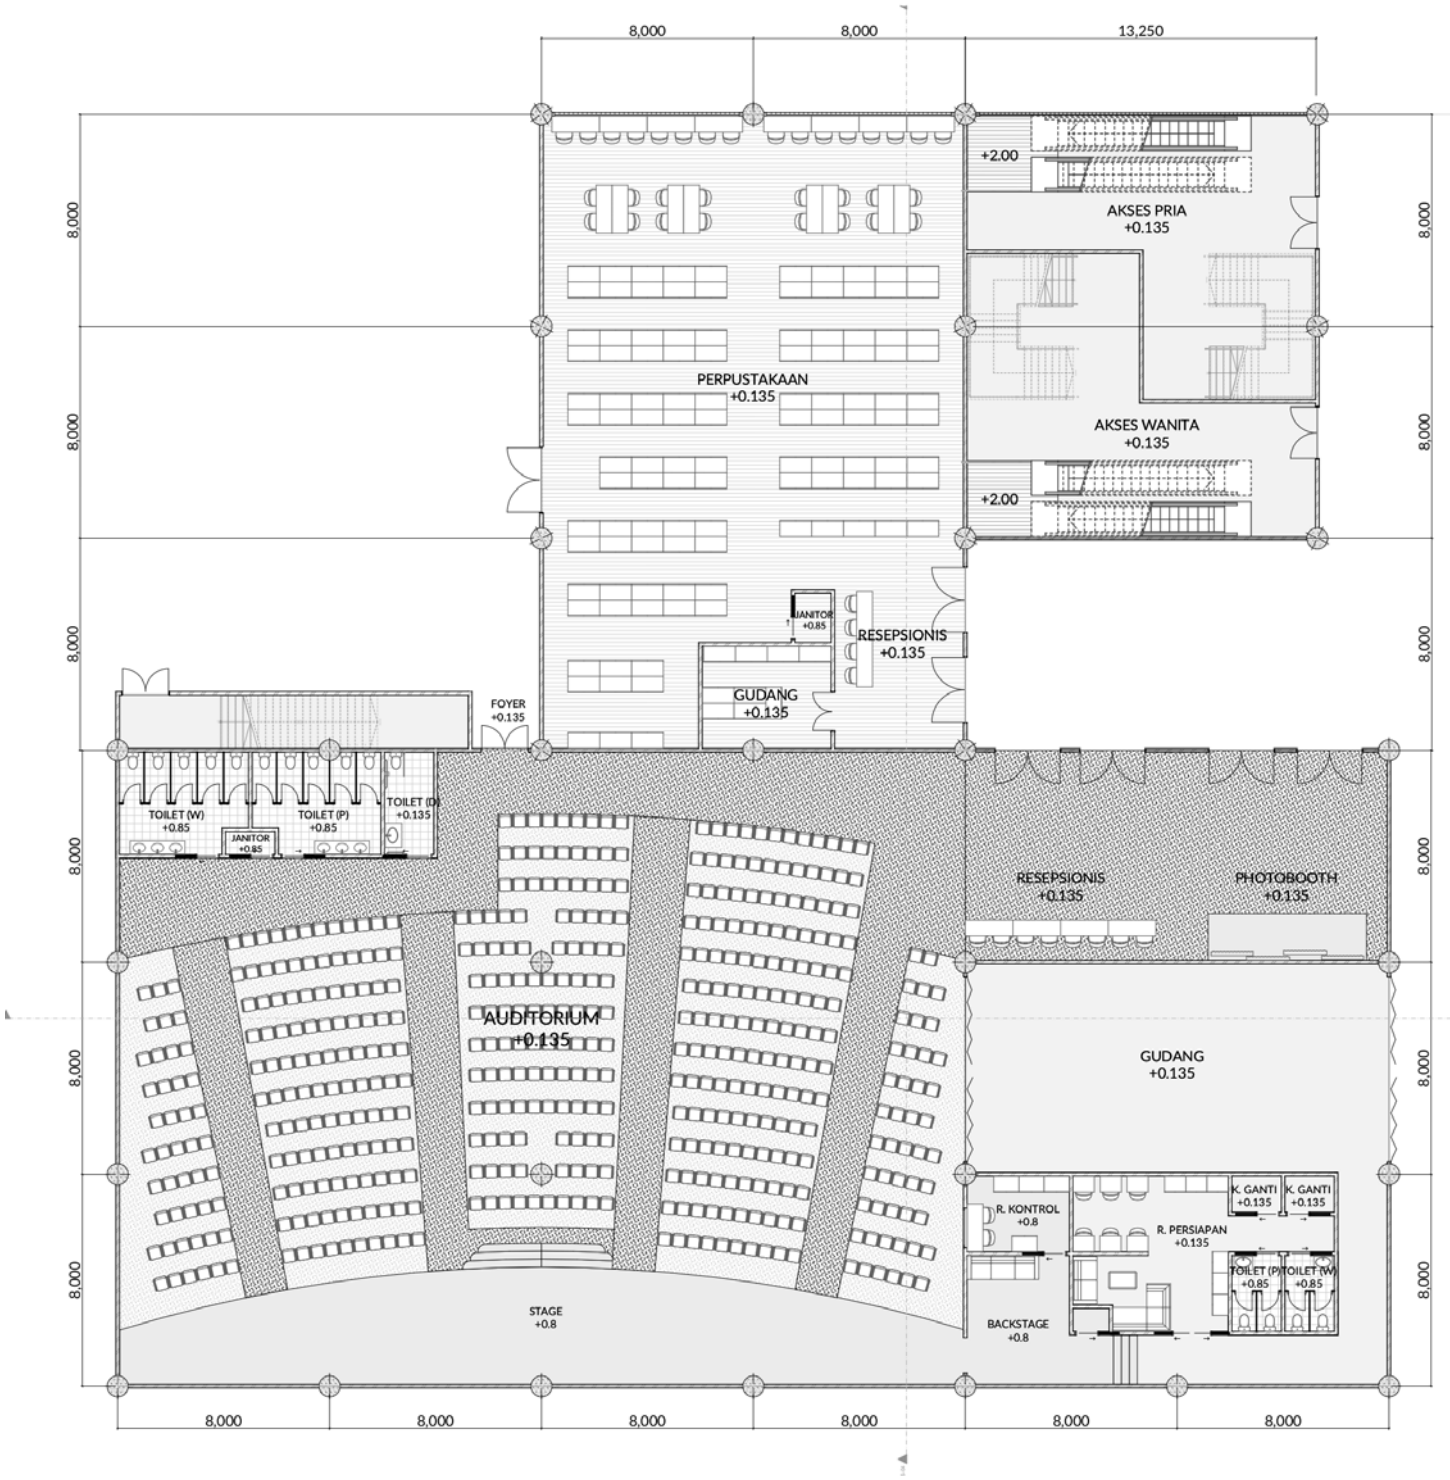 8,000
8,000
13,250
+2.00
AKSES PRIA
+0.135
8,000
8,000
PERPUSTAKAAN
+0.135
AKSES WANITA
+0.135
8,000
8,000
+2.00
JANITOR
+0.85
RESEPSIONIS
+0.135
8,000
8,000
GUDANG
+0.135
FOYER
+0.135
TOILET (W)
+0.85
JANITOR
+0.85
TOILET (P)
+0.85
TOILET (D)
+0.135
8,000
8,000
RESEPSIONIS
+0.135
PHOTOBOOTH
+0.135
AUDITORIUM
+0.135
GUDANG
+0.135
8,000
8,000
R. KONTROL
+0.8
R. PERSIAPAN
+0.135
K. GANTI
+0.135
K. GANTI
+0.135
TOILET (P)
+0.85
TOILET (W)
+0.85
8,000
8,000
STAGE
+0.8
BACKSTAGE
+0.8
8,000
8,000
8,000
8,000
8,000
8,000